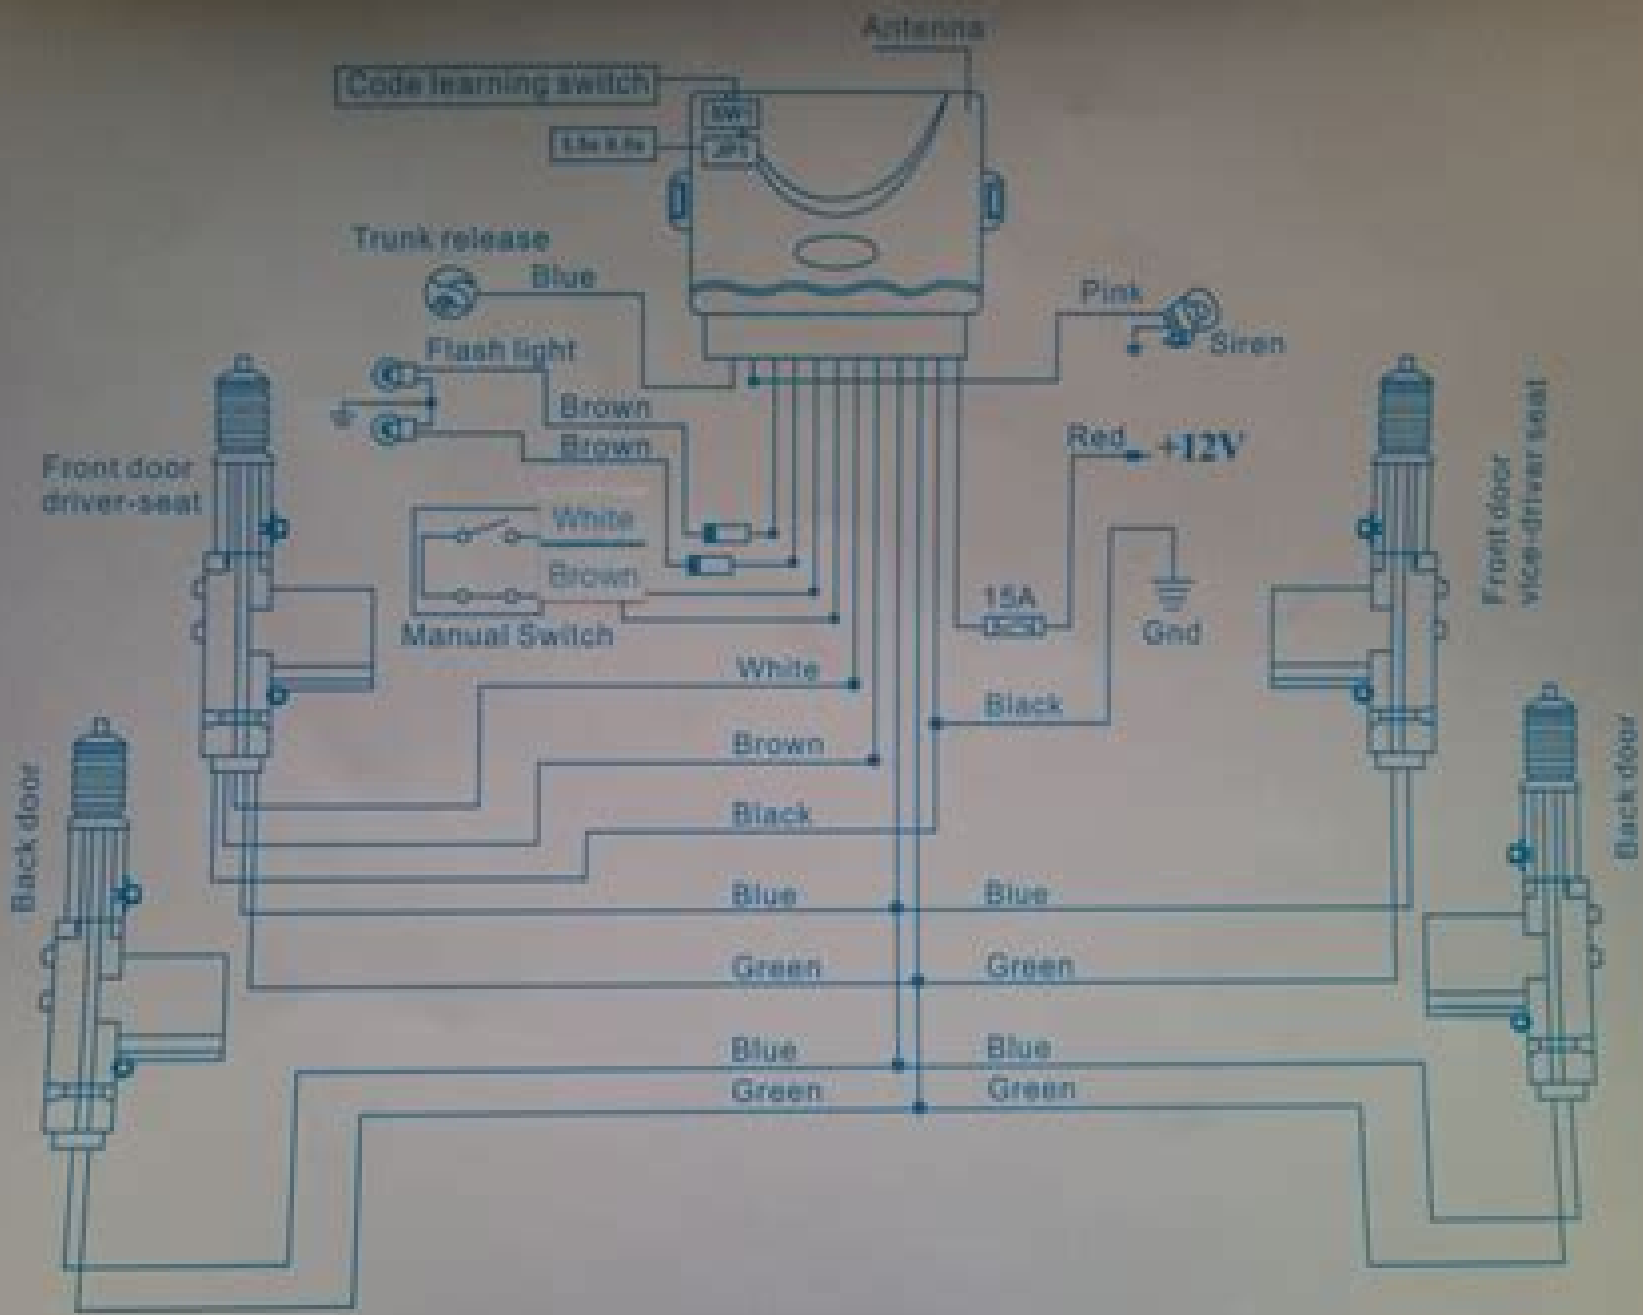 Antenna
Code learning switch
SW1
JP1
Trunk release
Blue
Pink
Siren
Flash light
Brown
Brown
Red
+12V
Front door
driver-seat
Front door
vice-driver seat
White
Brown
Manual Switch
15A
Gnd
White
Black
Brown
Back door
Back door
Black
Blue
Blue
Green
Green
Blue
Blue
Green
Green